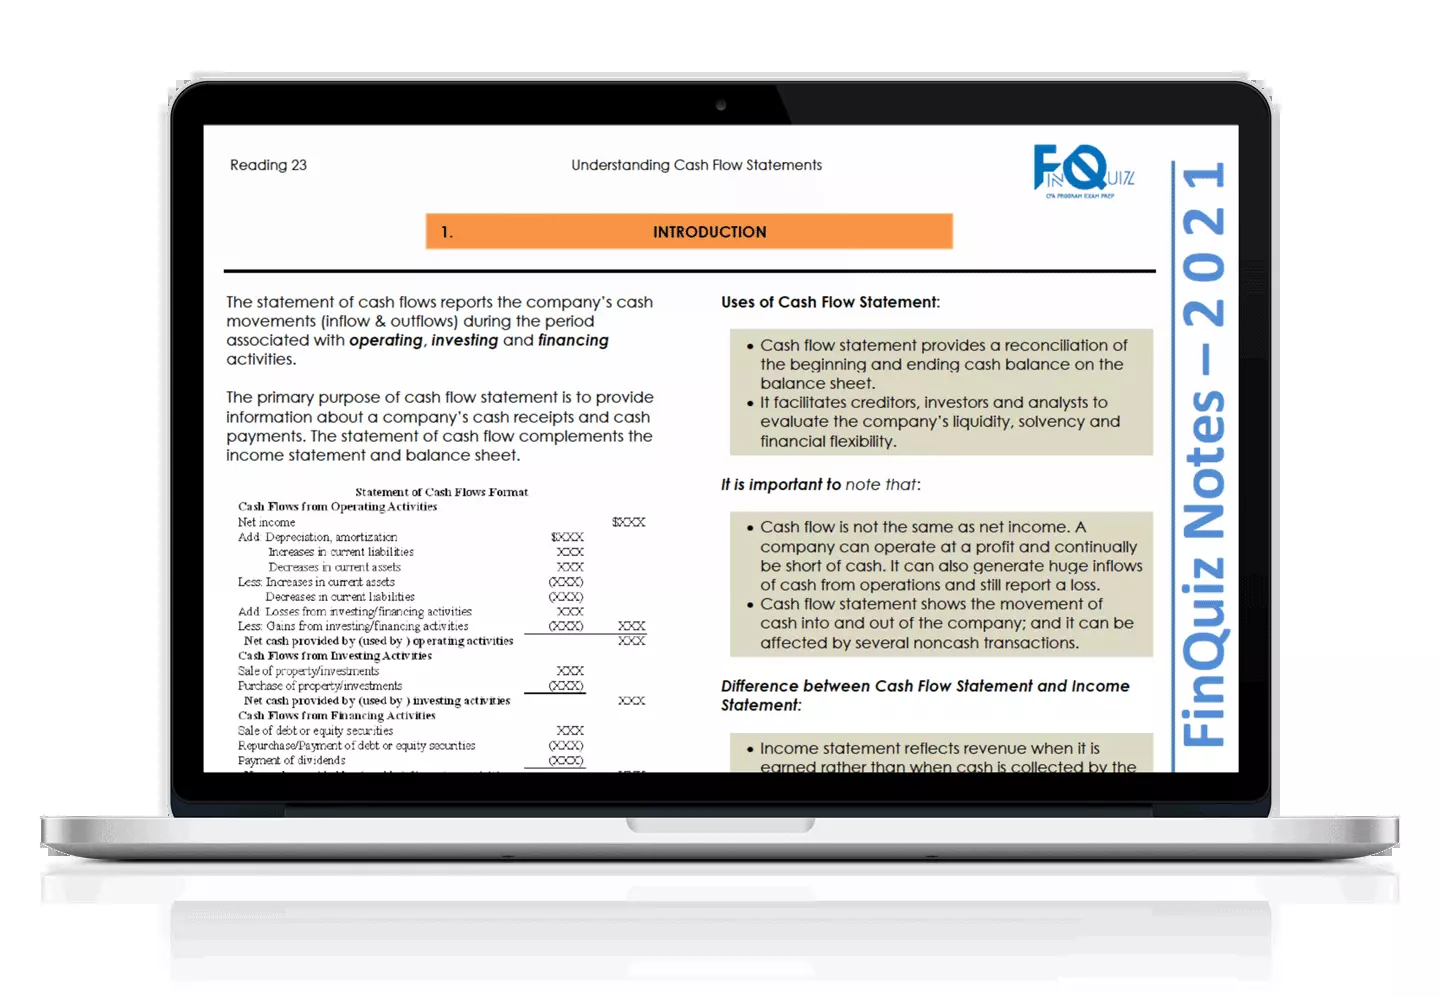 Reading 23
Understanding Cash Flow Statements
FinQuiz
CFA PROGRAM EXAM PREP
1. INTRODUCTION
The statement of cash flows reports the company's cash
movements (inflow & outflows) during the period
associated with operating, investing and financing
activities.
The primary purpose of cash flow statement is to provide
information about a company's cash receipts and cash
payments. The statement of cash flow complements the
income statement and balance sheet.
Statement of Cash Flows Format
Cash Flows from Operating Activities
Net income $XXX
Add: Depreciation, amortization $XXX
Increases in current liabilities XXX
Decreases in current assets XXX
Less: Increases in current assets (XXX)
Decreases in current liabilities (XXX)
Add: Losses from investing/financing activities XXX
Less: Gains from investing/financing activities (XXX) XXX
Net cash provided by (used by ) operating activities XXX
Cash Flows from Investing Activities
Sale of property/investments XXX
Purchase of property/investments (XXX)
Net cash provided by (used by ) investing activities XXX
Cash Flows from Financing Activities
Sale of debt or equity securities XXX
Repurchase/Payment of debt or equity securities (XXX)
Payment of dividends (XXX)
Uses of Cash Flow Statement:
• Cash flow statement provides a reconciliation of
the beginning and ending cash balance on the
balance sheet.
• It facilitates creditors, investors and analysts to
evaluate the company's liquidity, solvency and
financial flexibility.
It is important to note that:
• Cash flow is not the same as net income. A
company can operate at a profit and continually
be short of cash. It can also generate huge inflows
of cash from operations and still report a loss.
• Cash flow statement shows the movement of
cash into and out of the company; and it can be
affected by several noncash transactions.
Difference between Cash Flow Statement and Income
Statement:
• Income statement reflects revenue when it is
earned rather than when cash is collected by the
FinQuiz Notes – 2 0 2 1